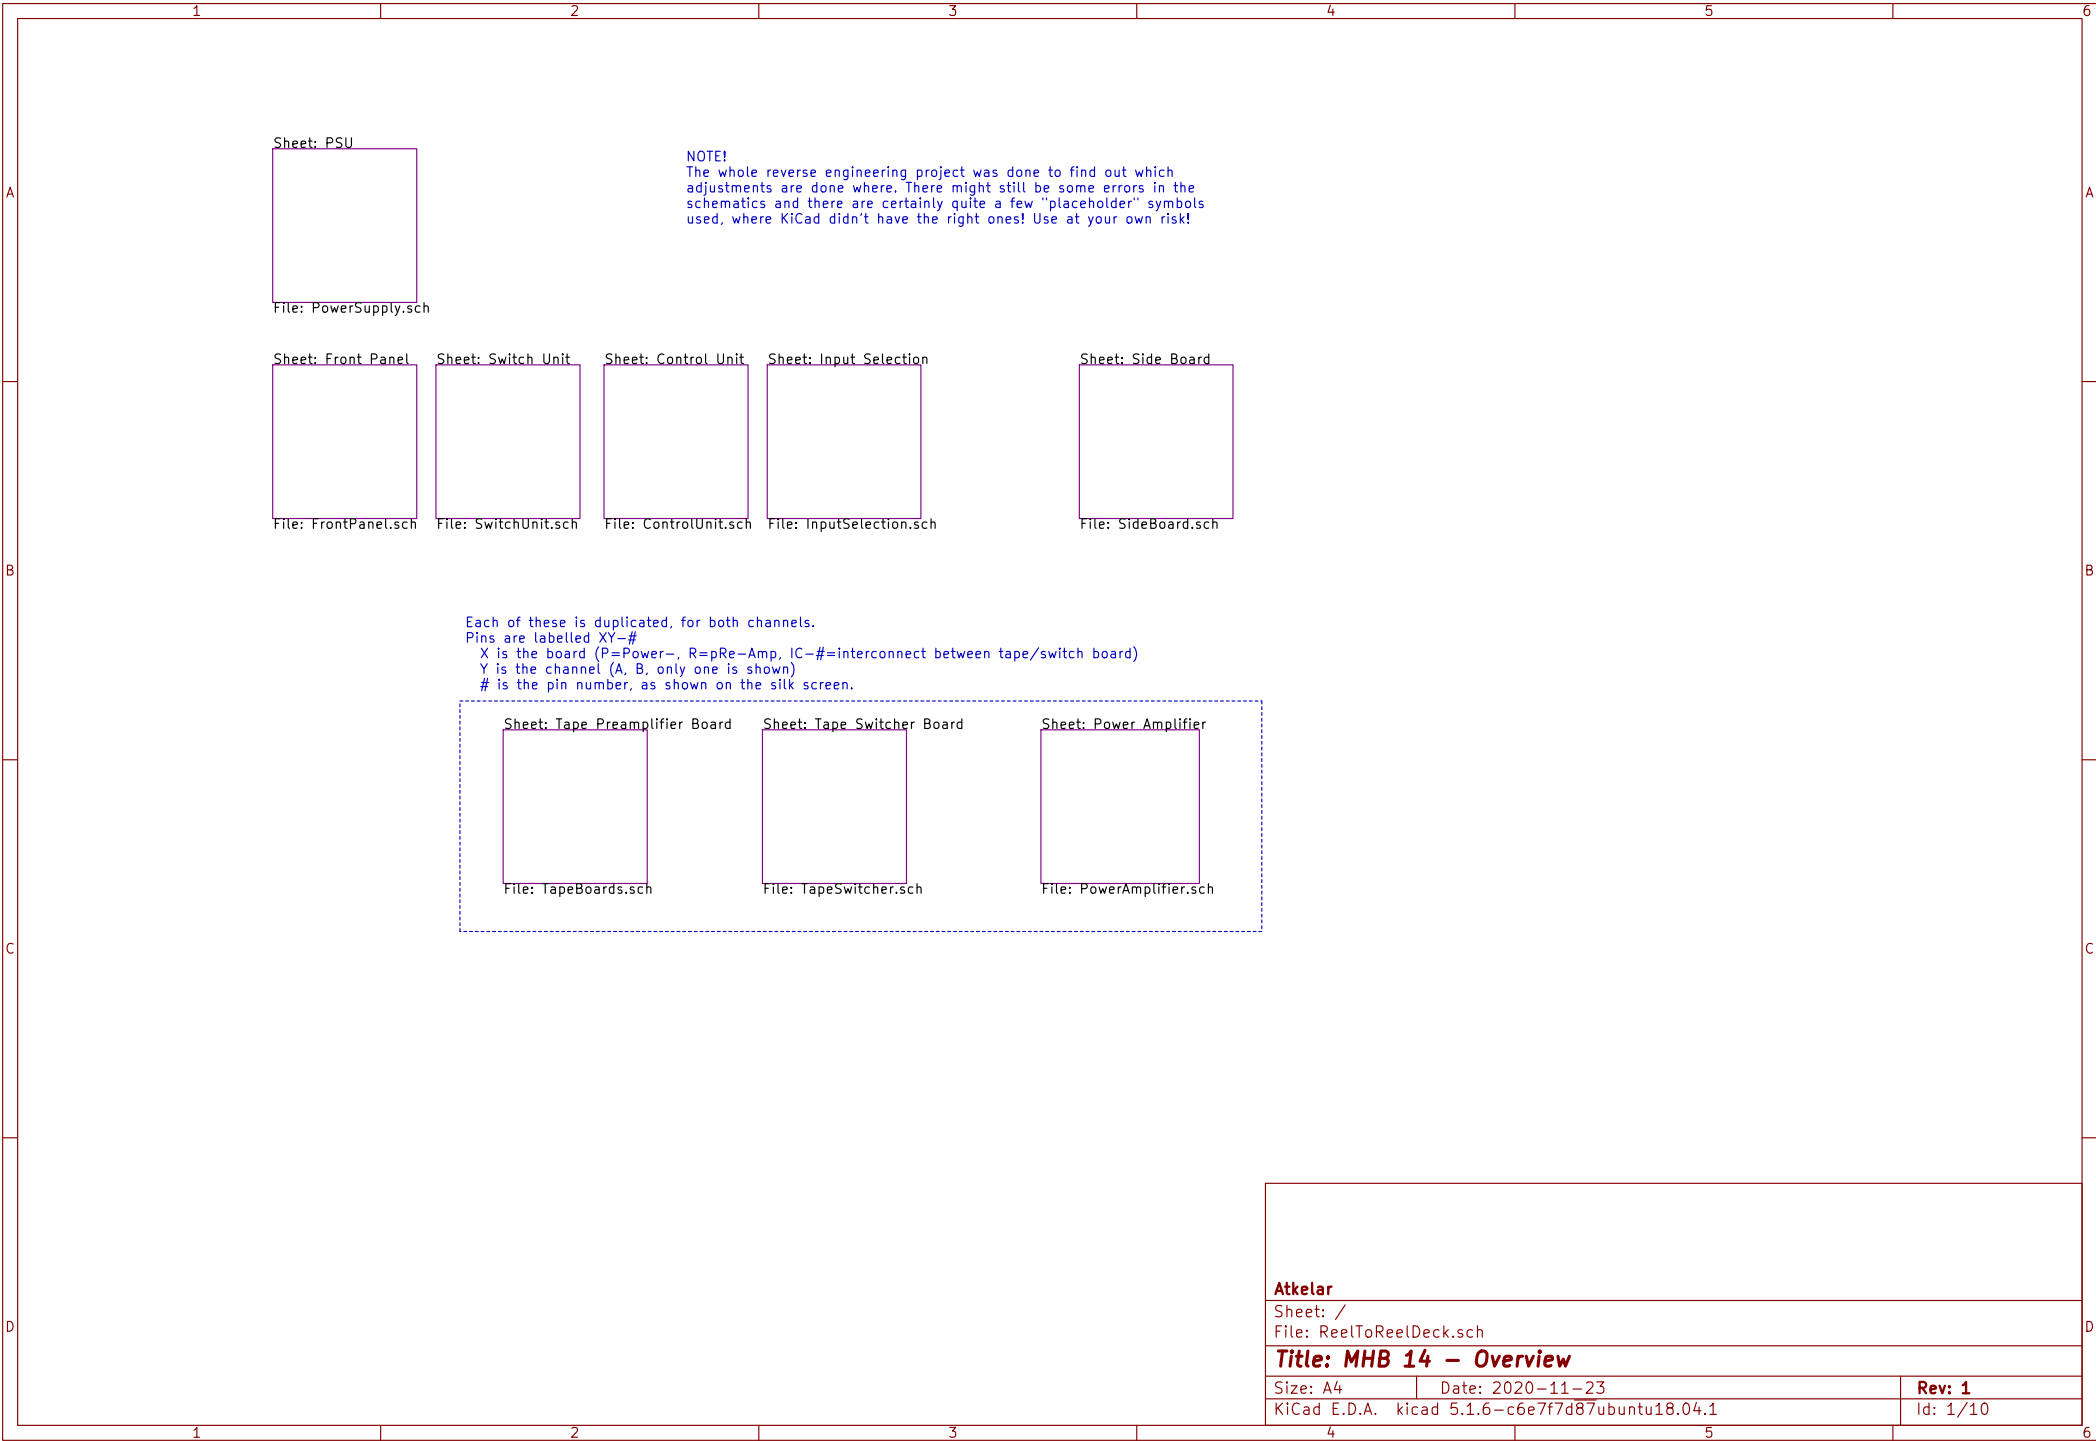 1 2 3 4 5 6
Sheet: PSU
File: PowerSupply.sch
NOTE!
The whole reverse engineering project was done to find out which
adjustments are done where. There might still be some errors in the
schematics and there are certainly quite a few "placeholder" symbols
used, where KiCad didn't have the right ones! Use at your own risk!
A A
Sheet: Front Panel
File: FrontPanel.sch
Sheet: Switch Unit
File: SwitchUnit.sch
Sheet: Control Unit
File: ControlUnit.sch
Sheet: Input Selection
File: InputSelection.sch
Sheet: Side Board
File: SideBoard.sch
B B
Each of these is duplicated, for both channels.
Pins are labelled XY-#
X is the board (P=Power-, R=pRe-Amp, IC-#=interconnect between tape/switch board)
Y is the channel (A, B, only one is shown)
# is the pin number, as shown on the silk screen.
Sheet: Tape Preamplifier Board
File: TapeBoards.sch
Sheet: Tape Switcher Board
File: TapeSwitcher.sch
Sheet: Power Amplifier
File: PowerAmplifier.sch
C C
Atkelar
Sheet: /
File: ReelToReelDeck.sch
D D
Title: MHB 14 - Overview
Size: A4
Date: 2020-11-23
Rev: 1
KiCad E.D.A. kicad 5.1.6-c6e7f7d87ubuntu18.04.1
Id: 1/10
1 2 3 4 5 6